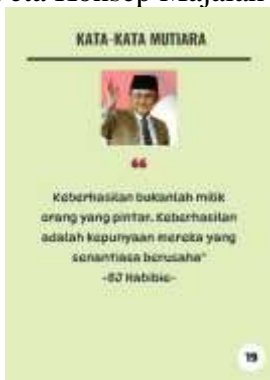 KATA-KATA MUTIARA
“
Keberhasilan bukanlah milik
orang yang pintar. Keberhasilan
adalah kepunyaan mereka yang
senantiasa berusaha"
-BJ Habibie-
19